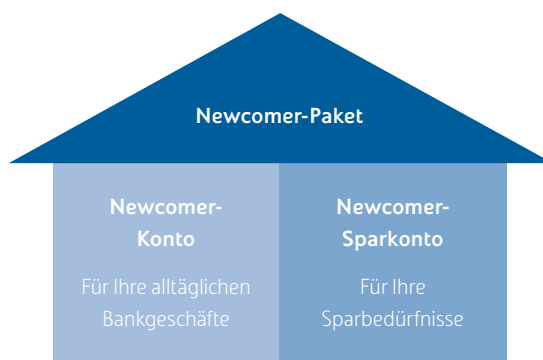 Newcomer-Paket
Newcomer-
Konto
Für Ihre alltäglichen
Bankgeschäfte
Newcomer-
Sparkonto
Für Ihre
Sparbedürfnisse